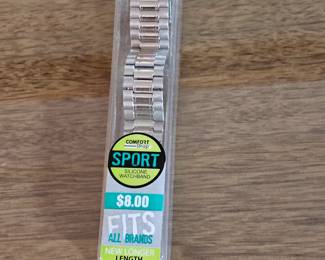 COMFORT
Strap
SPORT
SILICONE
WATCHBAND
$8.00
FITS
ALL BRANDS
NEW LONGER
LENGTH